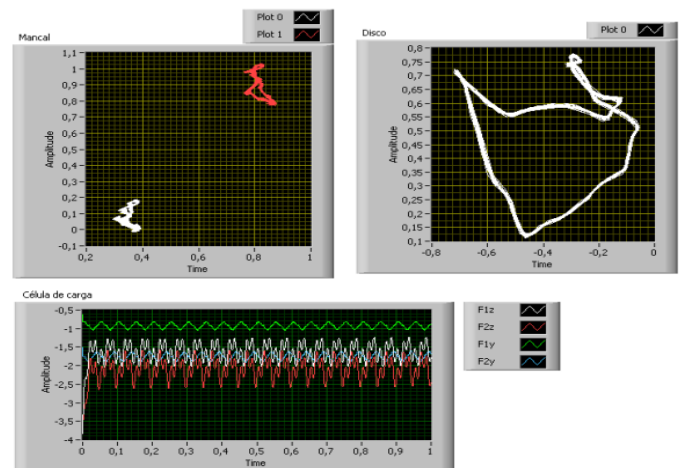 Mancal
Plot 0
Plot 1
1,1
1
0,9
0,8
0,7
0,6
0,5
0,4
0,3
0,2
0,1
0
-0,1
Amplitude
0,2 0,4 0,6 0,8 1
Time
Disco
Plot 0
0,8
0,75
0,7
0,65
0,6
0,55
0,5
0,45
0,4
0,35
0,3
0,25
0,2
0,15
0,1
Amplitude
-0,8 -0,6 -0,4 -0,2 0
Time
Célula de carga
-0,5
-1
-1,5
-2
-2,5
-3
-3,5
-4
Amplitude
0 0,1 0,2 0,3 0,4 0,5 0,6 0,7 0,8 0,9 1
Time
F1z
F2z
F1y
F2y